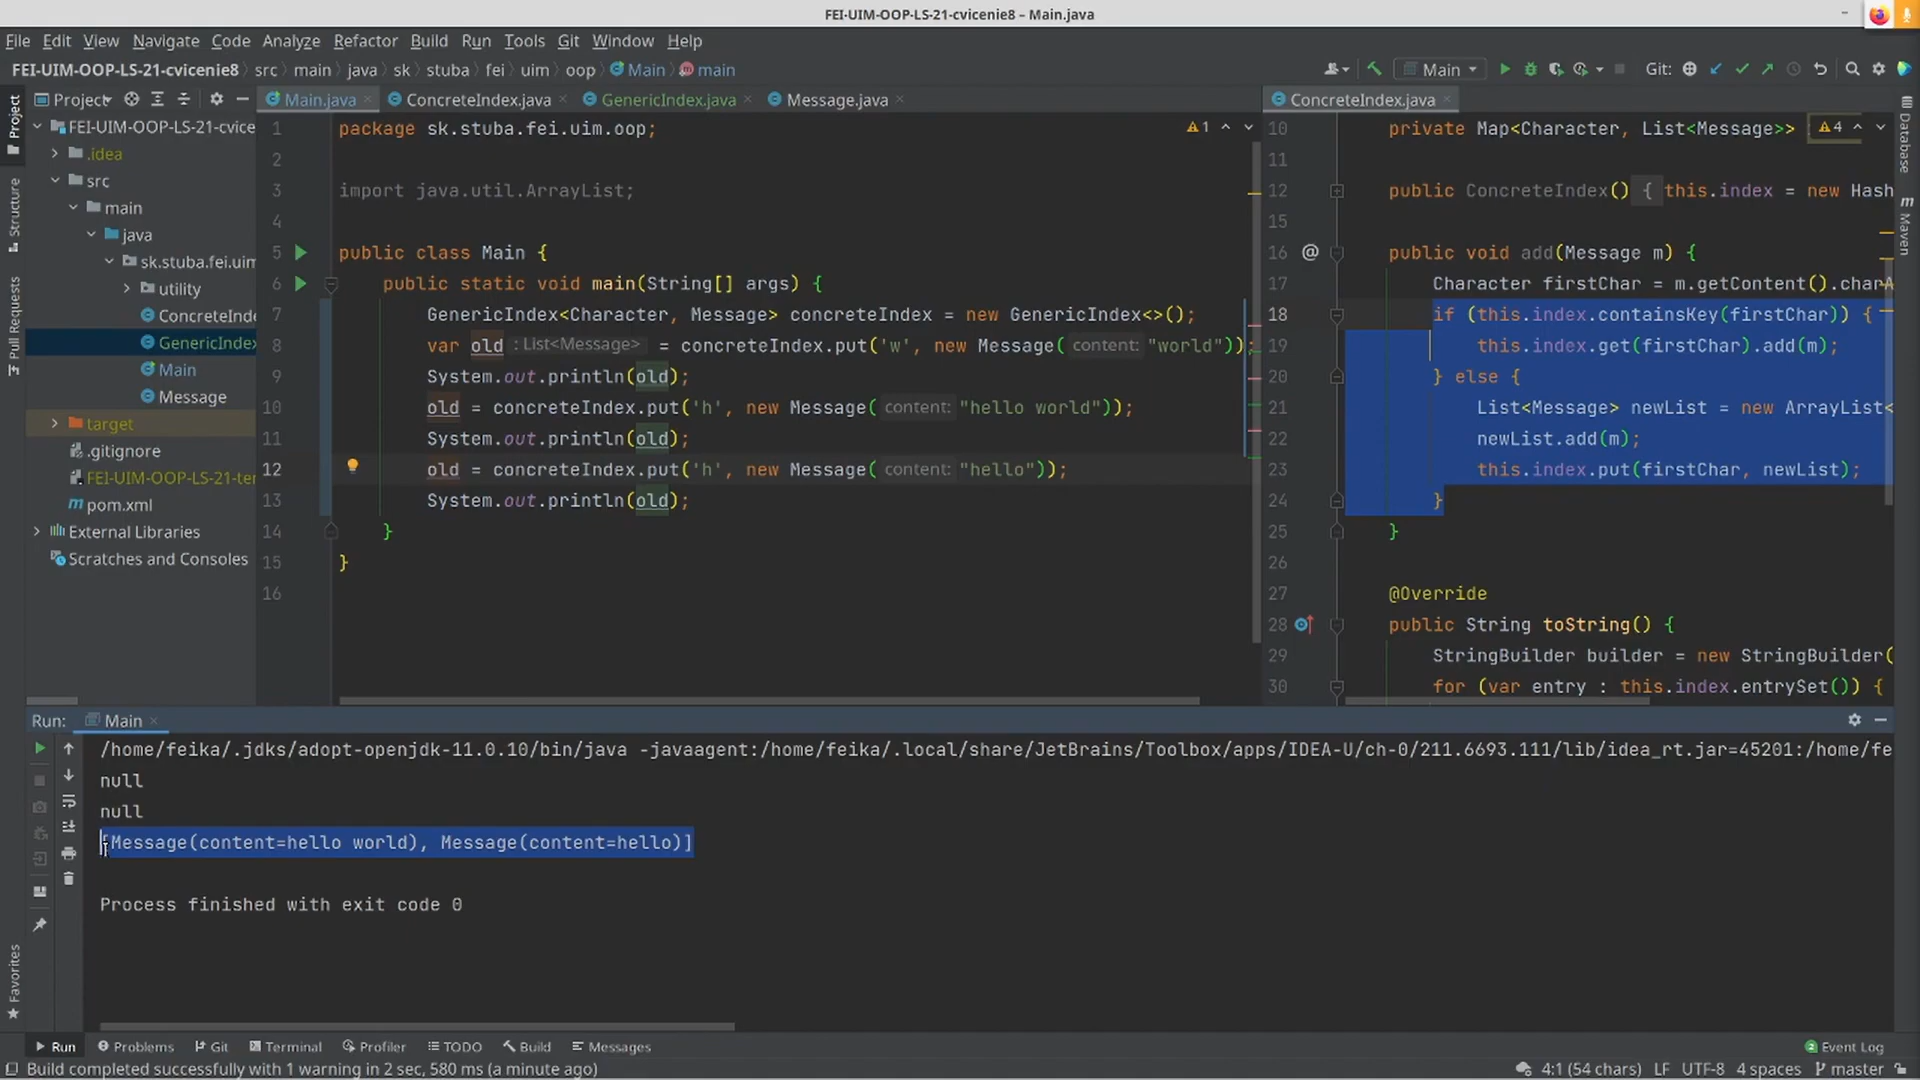 FEI-UIM-OOP-LS-21-cvicenie8 – Main.java
File Edit View Navigate Code Analyze Refactor Build Run Tools Git Window Help
FEI-UIM-OOP-LS-21-cvicenie8 src main java sk stuba fei uim oop Main main
Main
Git:
Project
Main.java
ConcreteIndex.java
GenericIndex.java
Message.java
ConcreteIndex.java
Project
Structure
Pull Requests
Favorites
FEI-UIM-OOP-LS-21-cvice
.idea
src
main
java
sk.stuba.fei.uim
utility
ConcreteInde
GenericIndex
Main
Message
target
.gitignore
FEI-UIM-OOP-LS-21-ter
pom.xml
External Libraries
Scratches and Consoles
1 package sk.stuba.fei.uim.oop;
2
3 import java.util.ArrayList;
4
5 public class Main {
6 public static void main(String[] args) {
7 GenericIndex<Character, Message> concreteIndex = new GenericIndex<>();
8 var old : List<Message> = concreteIndex.put('w', new Message( content: "world"));
9 System.out.println(old);
10 old = concreteIndex.put('h', new Message( content: "hello world"));
11 System.out.println(old);
12 old = concreteIndex.put('h', new Message( content: "hello"));
13 System.out.println(old);
14 }
15 }
16
1
10 private Map<Character, List<Message>>
4
11
12 public ConcreteIndex() { this.index = new Hash
15
16 @ public void add(Message m) {
17 Character firstChar = m.getContent().charA
18 if (this.index.containsKey(firstChar)) {
19 this.index.get(firstChar).add(m);
20 } else {
21 List<Message> newList = new ArrayList<
22 newList.add(m);
23 this.index.put(firstChar, newList);
24 }
25 }
26
27 @Override
28 public String toString() {
29 StringBuilder builder = new StringBuilder(
30 for (var entry : this.index.entrySet()) {
Database
m Maven
Run: Main
/home/feika/.jdks/adopt-openjdk-11.0.10/bin/java -javaagent:/home/feika/.local/share/JetBrains/Toolbox/apps/IDEA-U/ch-0/211.6693.111/lib/idea_rt.jar=45201:/home/fe
null
null
[Message(content=hello world), Message(content=hello)]
Process finished with exit code 0
Run Problems Git Terminal Profiler TODO Build Messages
2 Event Log
Build completed successfully with 1 warning in 2 sec, 580 ms (a minute ago)
4:1 (54 chars) LF UTF-8 4 spaces master